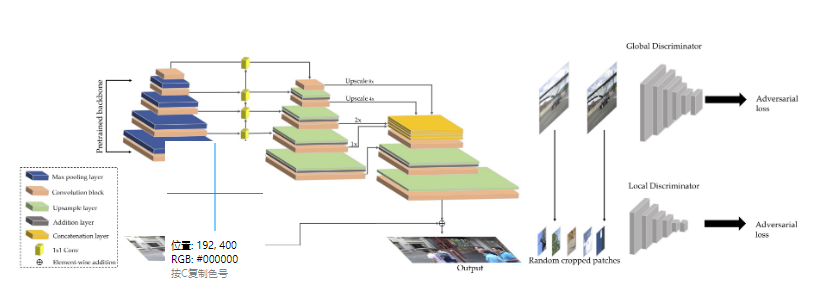 Global Discriminator
Pretrained backbone
Upscale 8x
Upscale 4x
2x
1x
Adversarial
loss
Local Discriminator
Max pooling layer
Convolution block
Upsample layer
Addition layer
Concatenation layer
1x1 Conv
Element-wise addition
位置: 192, 400
RGB: #000000
按C复制色号
Output
Random cropped patches
Adversarial
loss